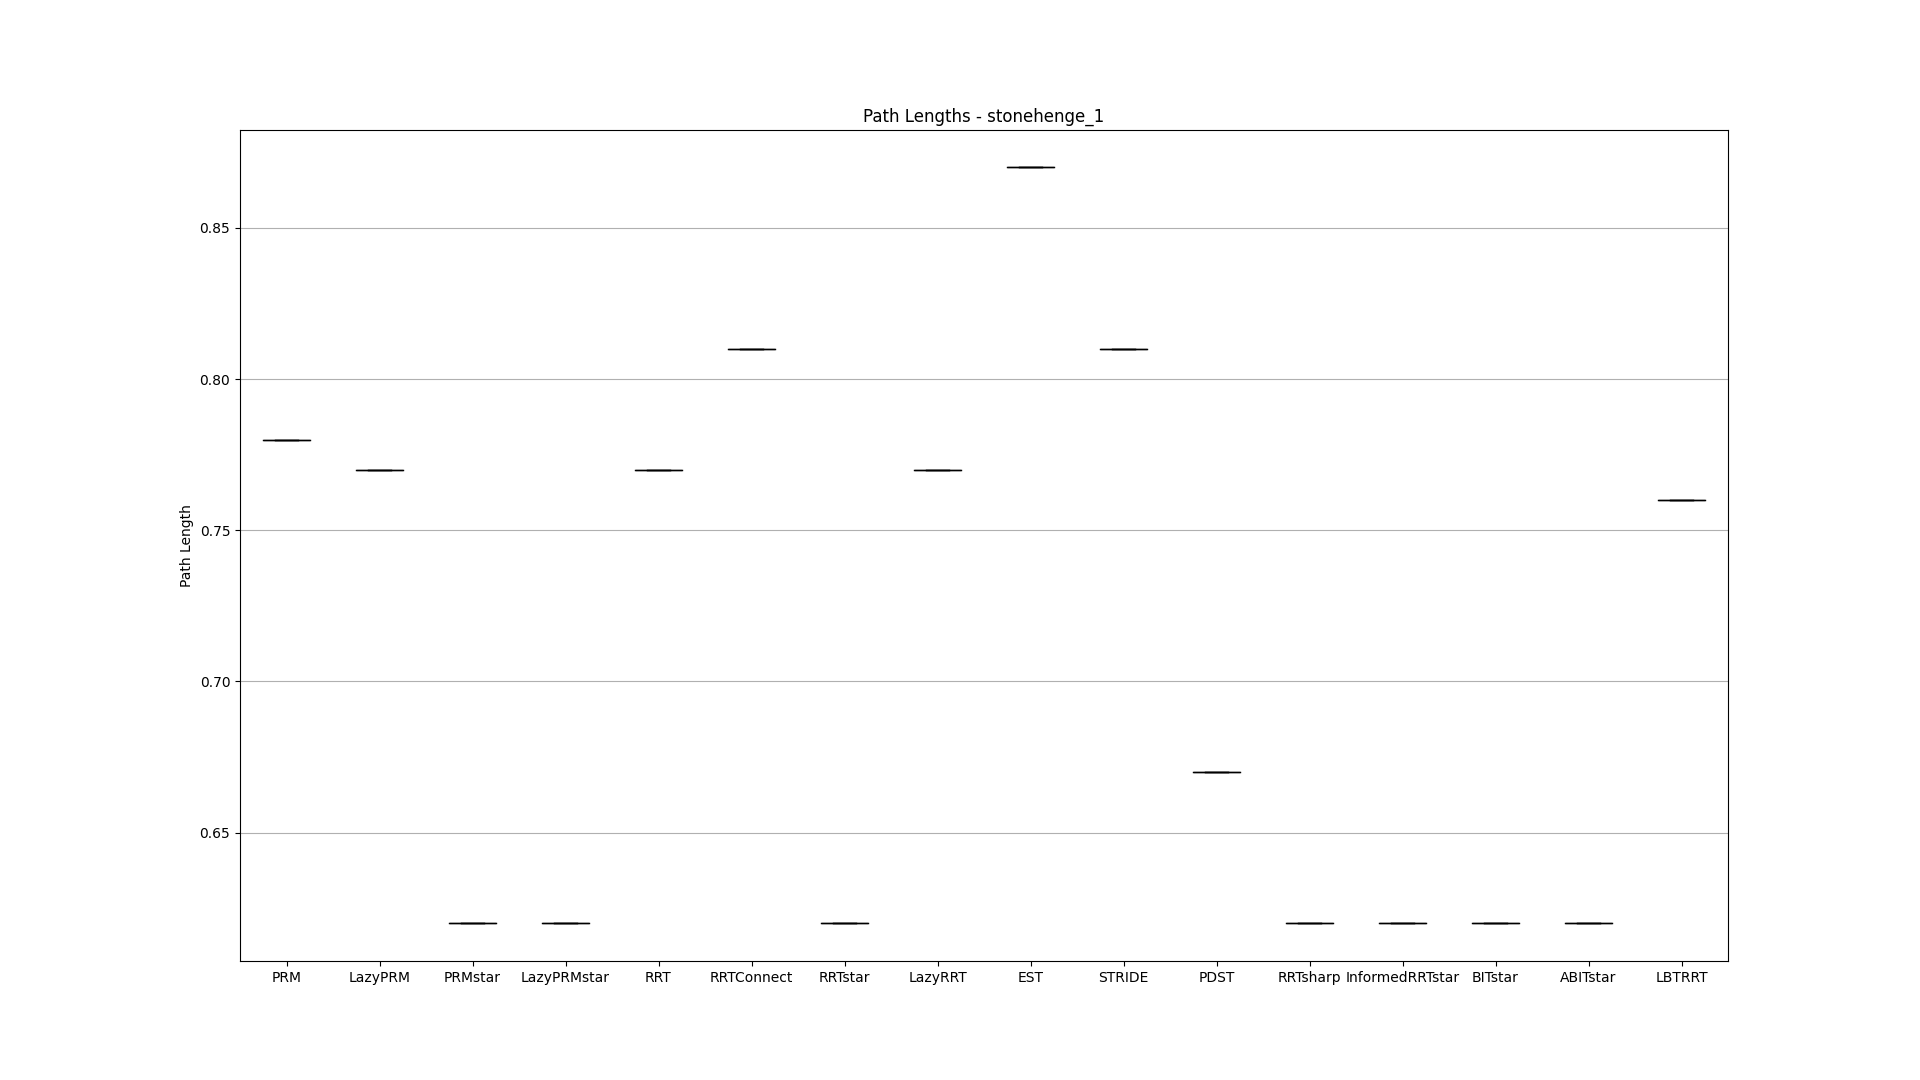 Path Lengths - stonehenge_1
Path Length
0.85
0.80
0.75
0.70
0.65
PRM LazyPRM PRMstar LazyPRMstar RRT RRTConnect RRTstar LazyRRT EST STRIDE PDST RRTsharp InformedRRTstar BITstar ABITstar LBTRRT